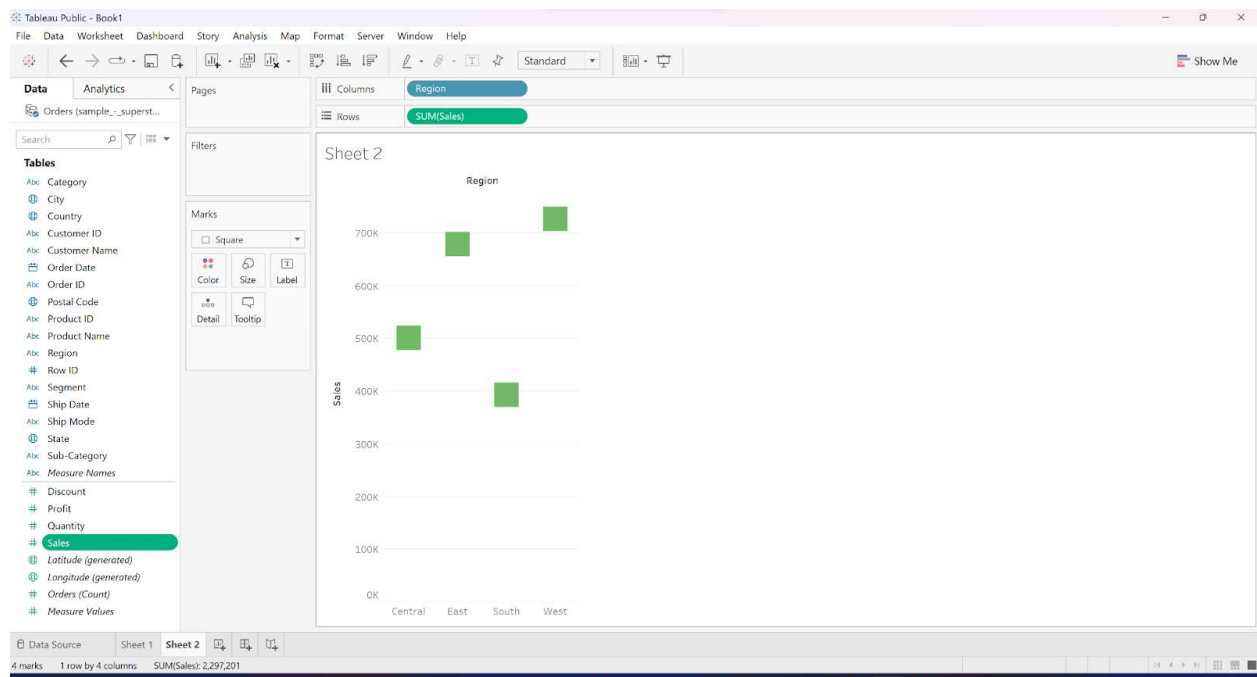 Tableau Public - Book1
File Data Worksheet Dashboard Story Analysis Map Format Server Window Help
Standard
Show Me
Data Analytics
Orders (sample_-_superst...
Search
Tables
Abc Category
City
Country
Abc Customer ID
Abc Customer Name
Order Date
Abc Order ID
Postal Code
Abc Product ID
Abc Product Name
Abc Region
# Row ID
Abc Segment
Ship Date
Abc Ship Mode
State
Abc Sub-Category
Abc Measure Names
# Discount
# Profit
# Quantity
# Sales
Latitude (generated)
Longitude (generated)
# Orders (Count)
# Measure Values
Pages
Filters
Marks
Square
Color Size Label
Detail Tooltip
Columns Region
Rows SUM(Sales)
Sheet 2
Region
700K
600K
500K
400K
300K
200K
100K
0K
Sales
Central East South West
Data Source Sheet 1 Sheet 2
4 marks 1 row by 4 columns SUM(Sales): 2,297,201